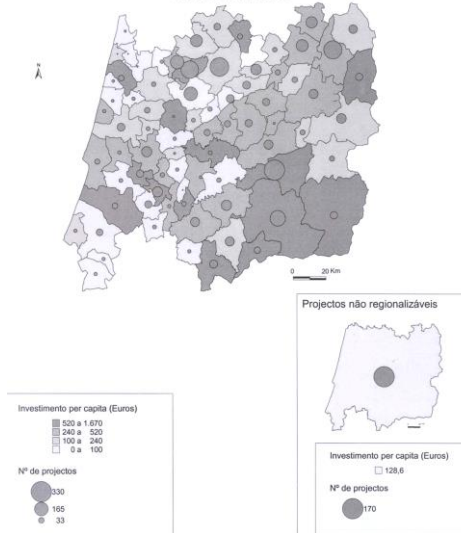 N
0 20 Km
Projectos não regionalizáveis
Investimento per capita (Euros)
520 a 1.670
240 a 520
100 a 240
0 a 100
Nº de projectos
330
165
33
Investimento per capita (Euros)
128,6
Nº de projectos
170